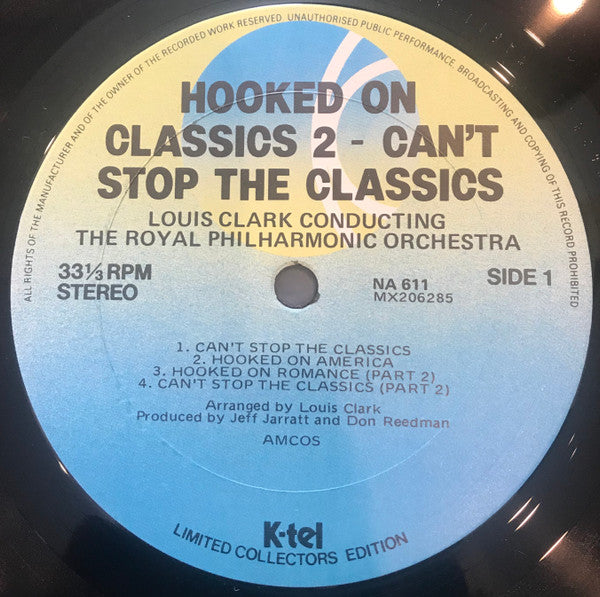 ALL RIGHTS OF THE MANUFACTURER AND OF THE OWNER OF THE RECORDED WORK RESERVED. UNAUTHORISED PUBLIC PERFORMANCE, BROADCASTING AND COPYING OF THIS RECORD PROHIBITED
HOOKED ON
CLASSICS 2 - CAN'T
STOP THE CLASSICS
LOUIS CLARK CONDUCTING
THE ROYAL PHILHARMONIC ORCHESTRA
33⅓ RPM
STEREO
NA 611
MX206285
SIDE 1
1. CAN'T STOP THE CLASSICS
2. HOOKED ON AMERICA
3. HOOKED ON ROMANCE (PART 2)
4. CAN'T STOP THE CLASSICS (PART 2)
Arranged by Louis Clark
Produced by Jeff Jarratt and Don Reedman
AMCOS
K-tel
LIMITED COLLECTORS EDITION